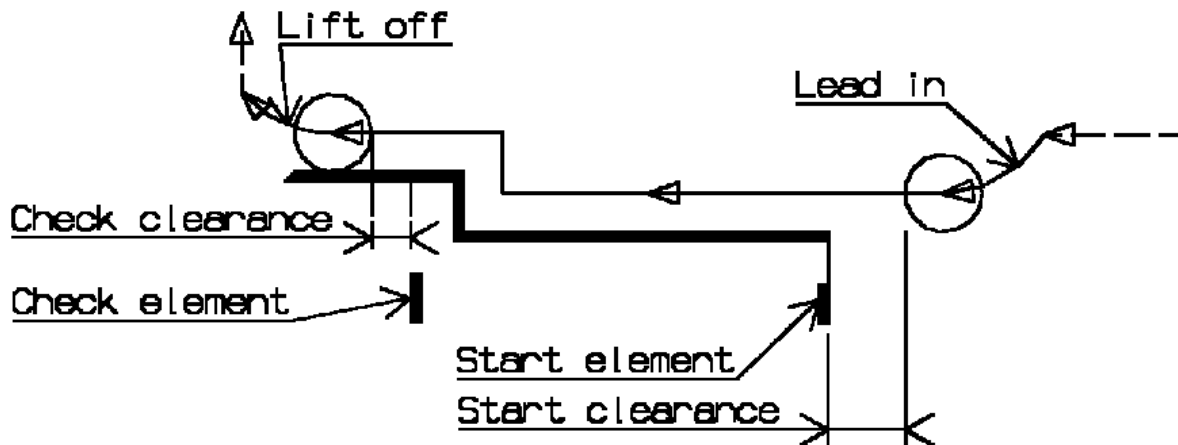 Lift off
Lead in
Check clearance
Check element
Start element
Start clearance